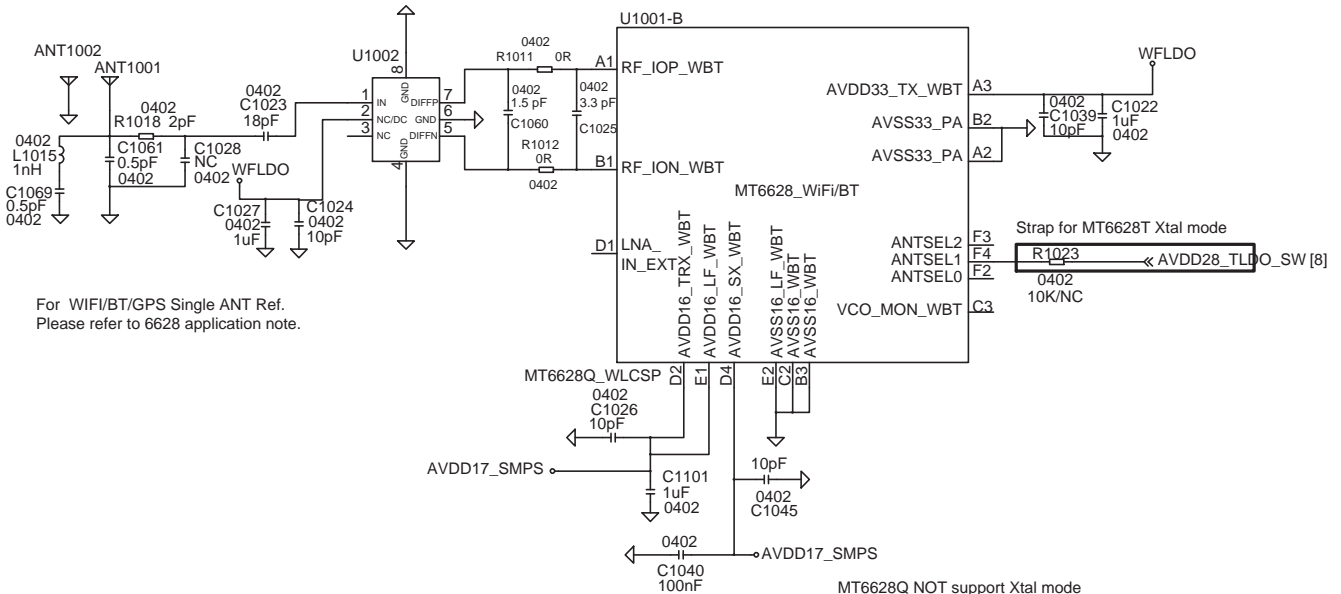 U1001-B
ANT1002
ANT1001
0402
R1018 2pF
0402
L1015
1nH
C1069
0.5pF
0402
C1061
0.5pF
0402
C1028
NC
0402
0402
C1023
18pF
WFLDO
C1027
0402
1uF
C1024
0402
10pF
U1002
8
GND
1 IN
2 NC/DC
3 NC
DIFFP 7
GND 6
DIFFN 5
GND
4
0402
R1011 0R
0402
1.5 pF
C1060
0402
3.3 pF
C1025
R1012
0R
0402
A1 RF_IOP_WBT
B1 RF_ION_WBT
D1 LNA_
IN_EXT
MT6628_WiFi/BT
AVDD33_TX_WBT A3
AVSS33_PA B2
AVSS33_PA A2
ANTSEL2 F3
ANTSEL1 F4
ANTSEL0 F2
VCO_MON_WBT C3
AVDD16_TRX_WBT D2
AVDD16_LF_WBT E1
AVDD16_SX_WBT D4
AVSS16_LF_WBT E2
AVSS16_WBT C2
AVSS16_WBT B3
WFLDO
0402
C1039
10pF
C1022
1uF
0402
Strap for MT6628T Xtal mode
R1023
AVDD28_TLDO_SW [8]
0402
10K/NC
For WIFI/BT/GPS Single ANT Ref.
Please refer to 6628 application note.
MT6628Q_WLCSP
0402
C1026
10pF
AVDD17_SMPS
C1101
1uF
0402
10pF
0402
C1045
0402
C1040
100nF
AVDD17_SMPS
MT6628Q NOT support Xtal mode